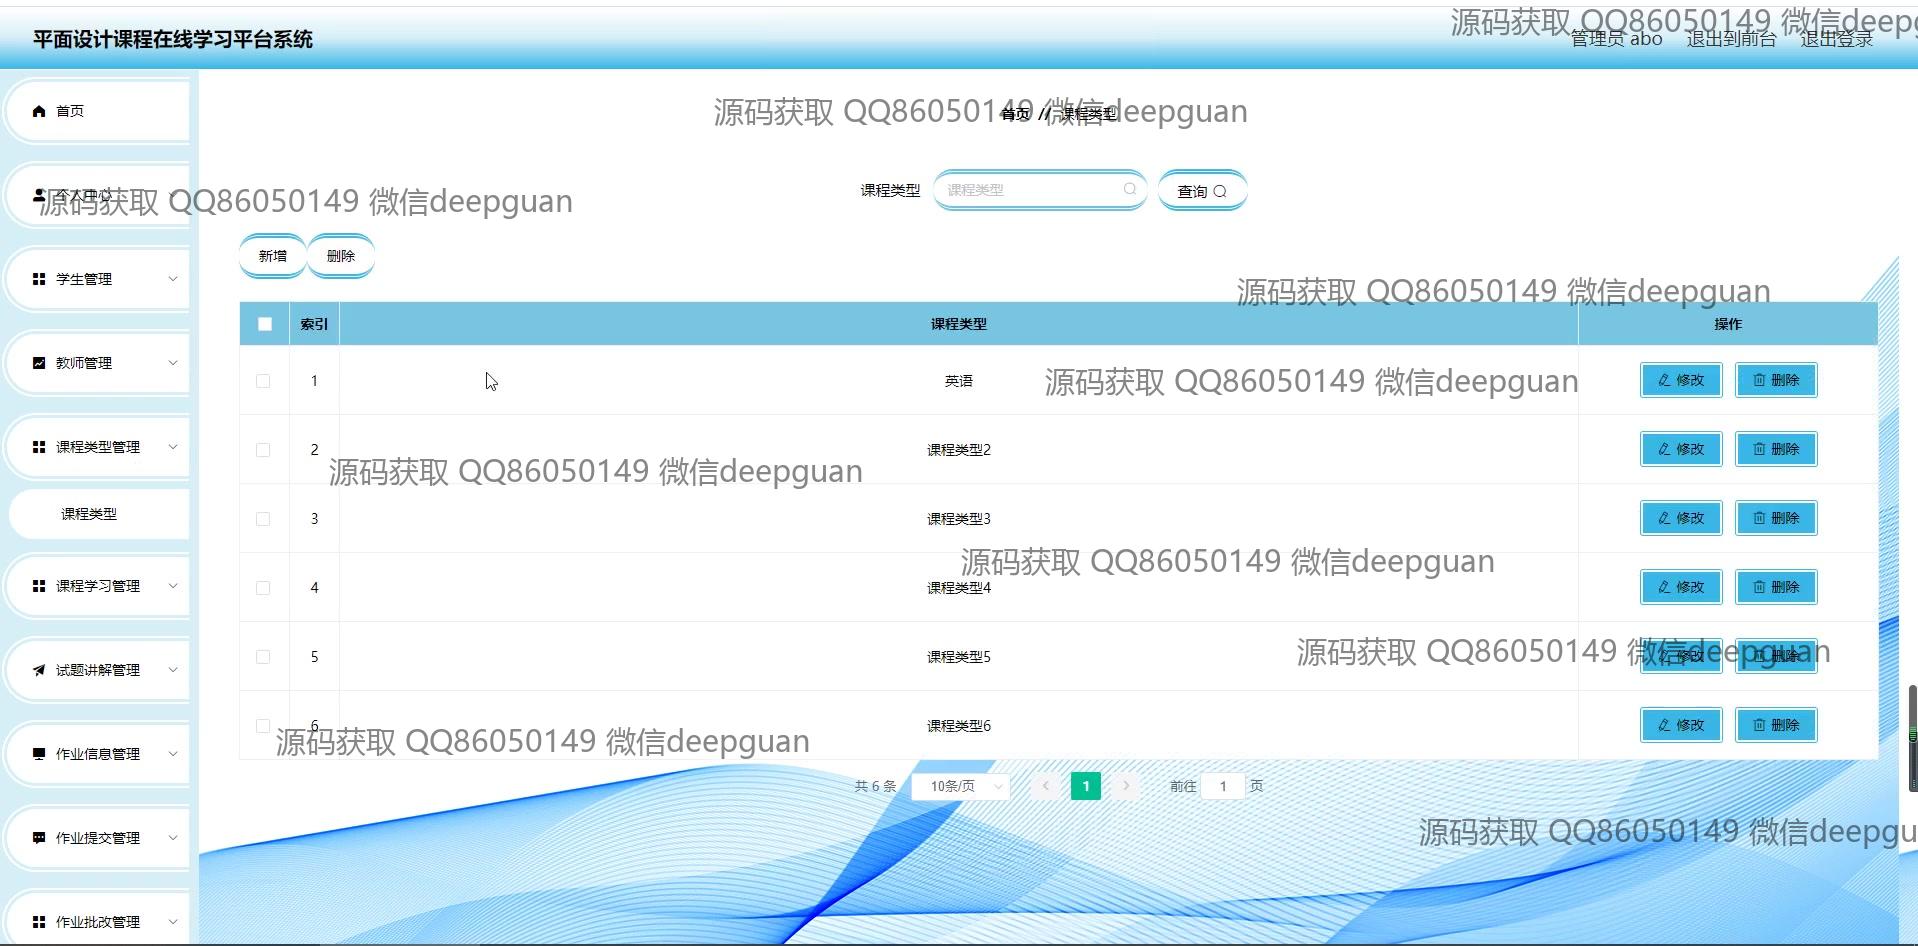 平面设计课程在线学习平台系统
源码获取 QQ86050149 微信deepg
管理员 abo 退出到前台 退出登录
首页
源码获取 QQ86050149 微信deepguan
首页 // 课程类型
个人中心
源码获取 QQ86050149 微信deepguan
课程类型 课程类型 查询
新增 删除
学生管理
源码获取 QQ86050149 微信deepguan
索引 课程类型 操作
教师管理
1 英语 修改 删除
源码获取 QQ86050149 微信deepguan
课程类型管理
2 课程类型2 修改 删除
源码获取 QQ86050149 微信deepguan
课程类型
3 课程类型3 修改 删除
源码获取 QQ86050149 微信deepguan
课程学习管理
4 课程类型4 修改 删除
源码获取 QQ86050149 微信deepguan
5 课程类型5 修改 删除
试题讲解管理
6 课程类型6 修改 删除
源码获取 QQ86050149 微信deepguan
作业信息管理
共 6 条 10条/页 1 前往 1 页
源码获取 QQ86050149 微信deepgu
作业提交管理
作业批改管理